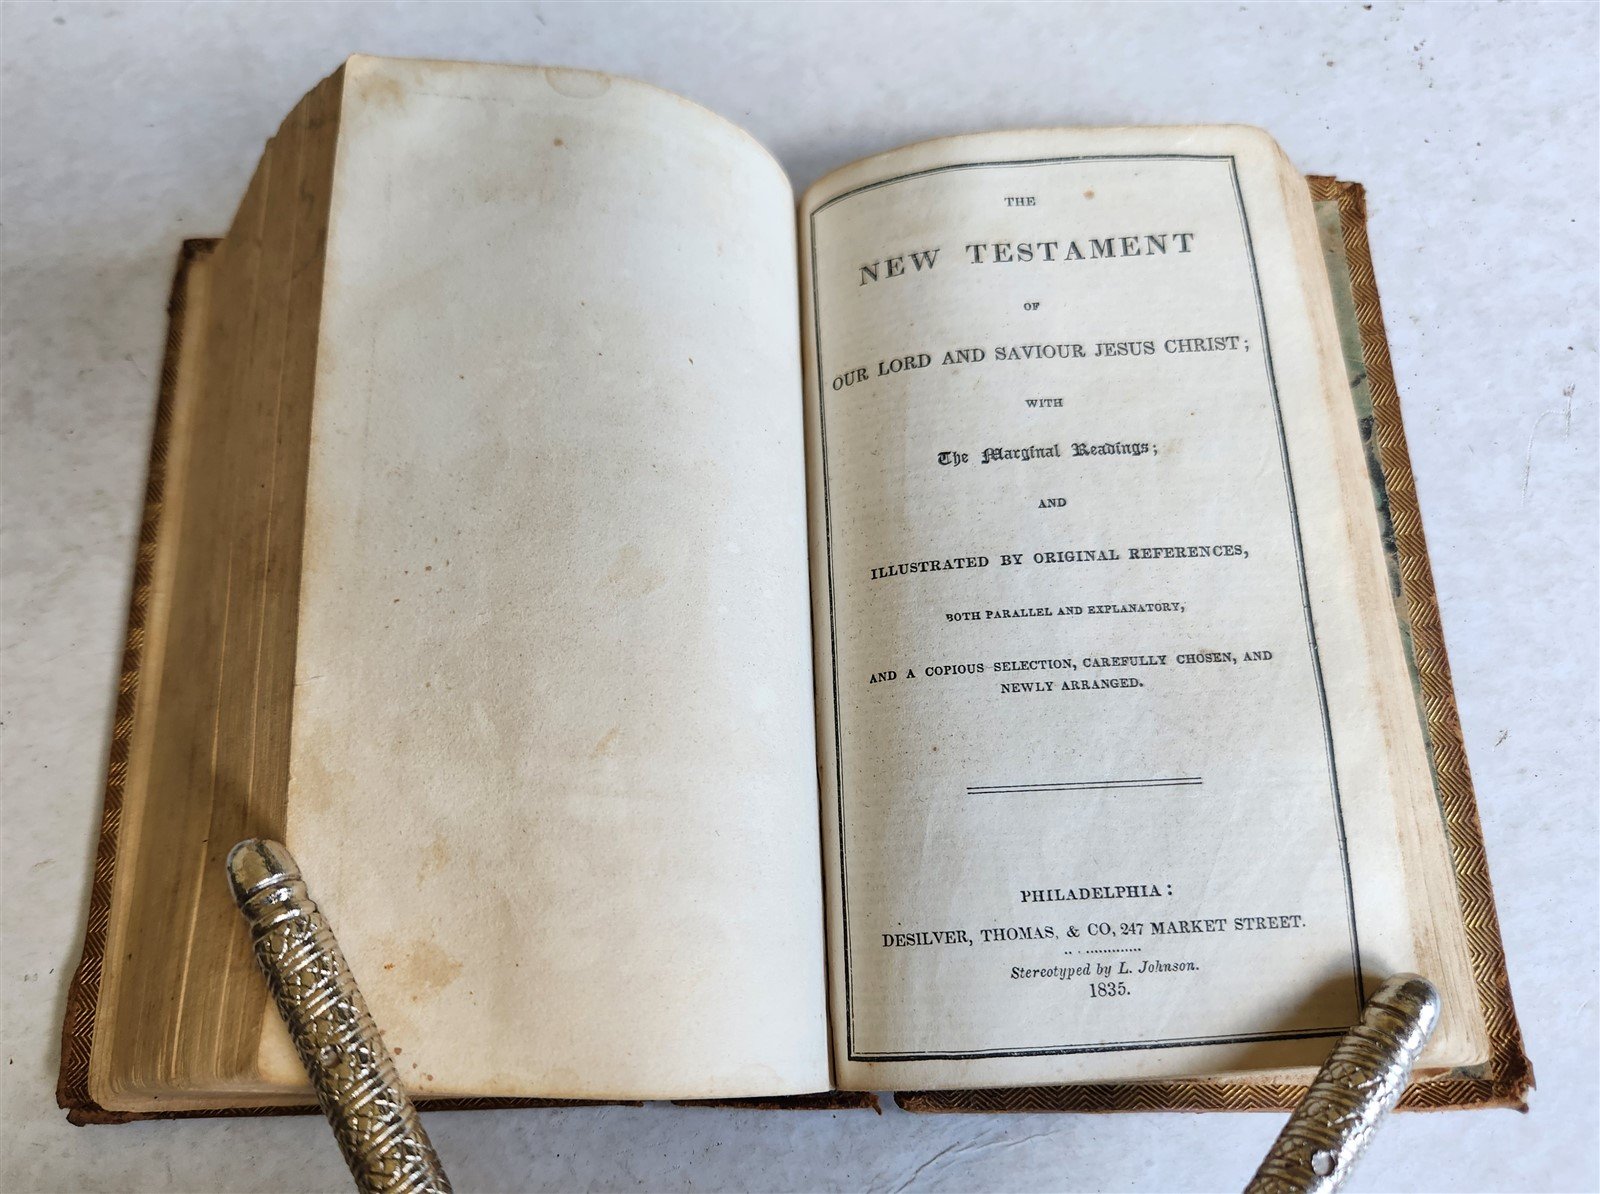 THE
NEW TESTAMENT
OF
OUR LORD AND SAVIOUR JESUS CHRIST;
WITH
The Marginal Readings;
AND
ILLUSTRATED BY ORIGINAL REFERENCES,
BOTH PARALLEL AND EXPLANATORY,
AND A COPIOUS SELECTION, CAREFULLY CHOSEN, AND
NEWLY ARRANGED.
PHILADELPHIA:
DESILVER, THOMAS, & CO, 247 MARKET STREET.
Stereotyped by L. Johnson.
1835.